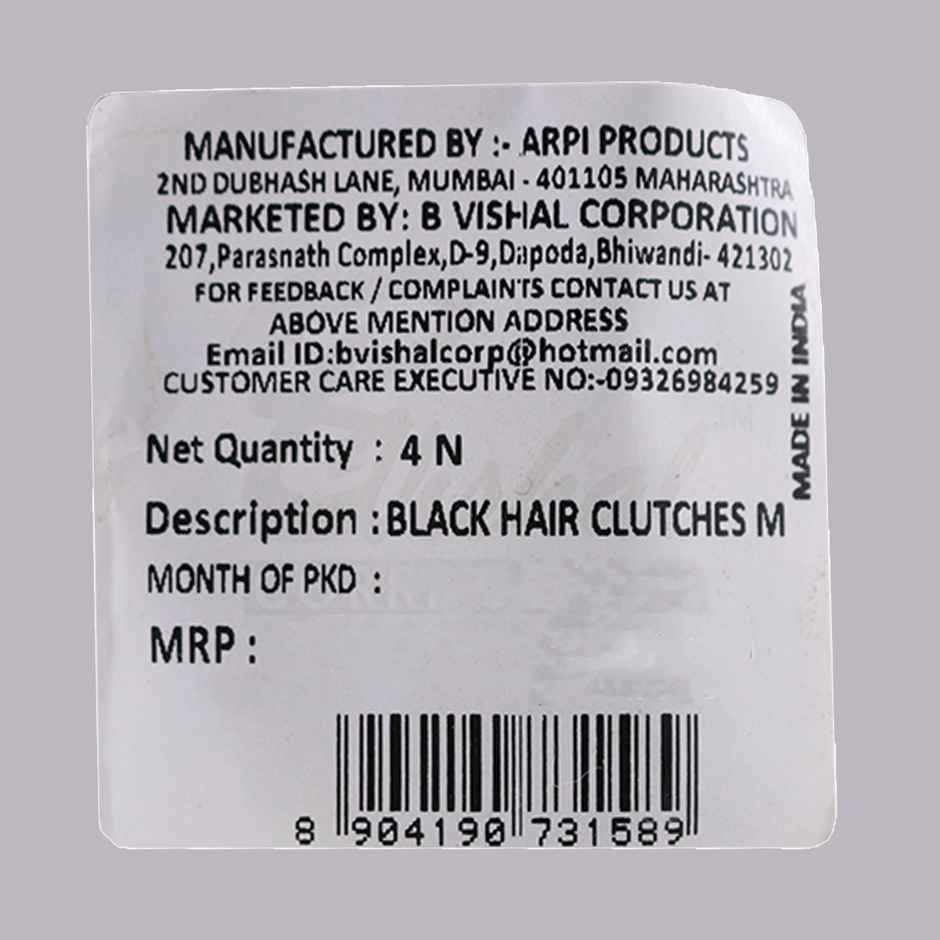 MANUFACTURED BY :- ARPI PRODUCTS
2ND DUBHASH LANE, MUMBAI - 401105 MAHARASHTRA
MARKETED BY: B VISHAL CORPORATION
207,Parasnath Complex,D-9,Dapoda,Bhiwandi- 421302
FOR FEEDBACK / COMPLAINTS CONTACT US AT
ABOVE MENTION ADDRESS
Email ID:bvishalcorp@hotmail.com
CUSTOMER CARE EXECUTIVE NO:-09326984259
MADE IN INDIA
Net Quantity : 4 N
Description :BLACK HAIR CLUTCHES M
MONTH OF PKD :
MRP :
8 904190 731589